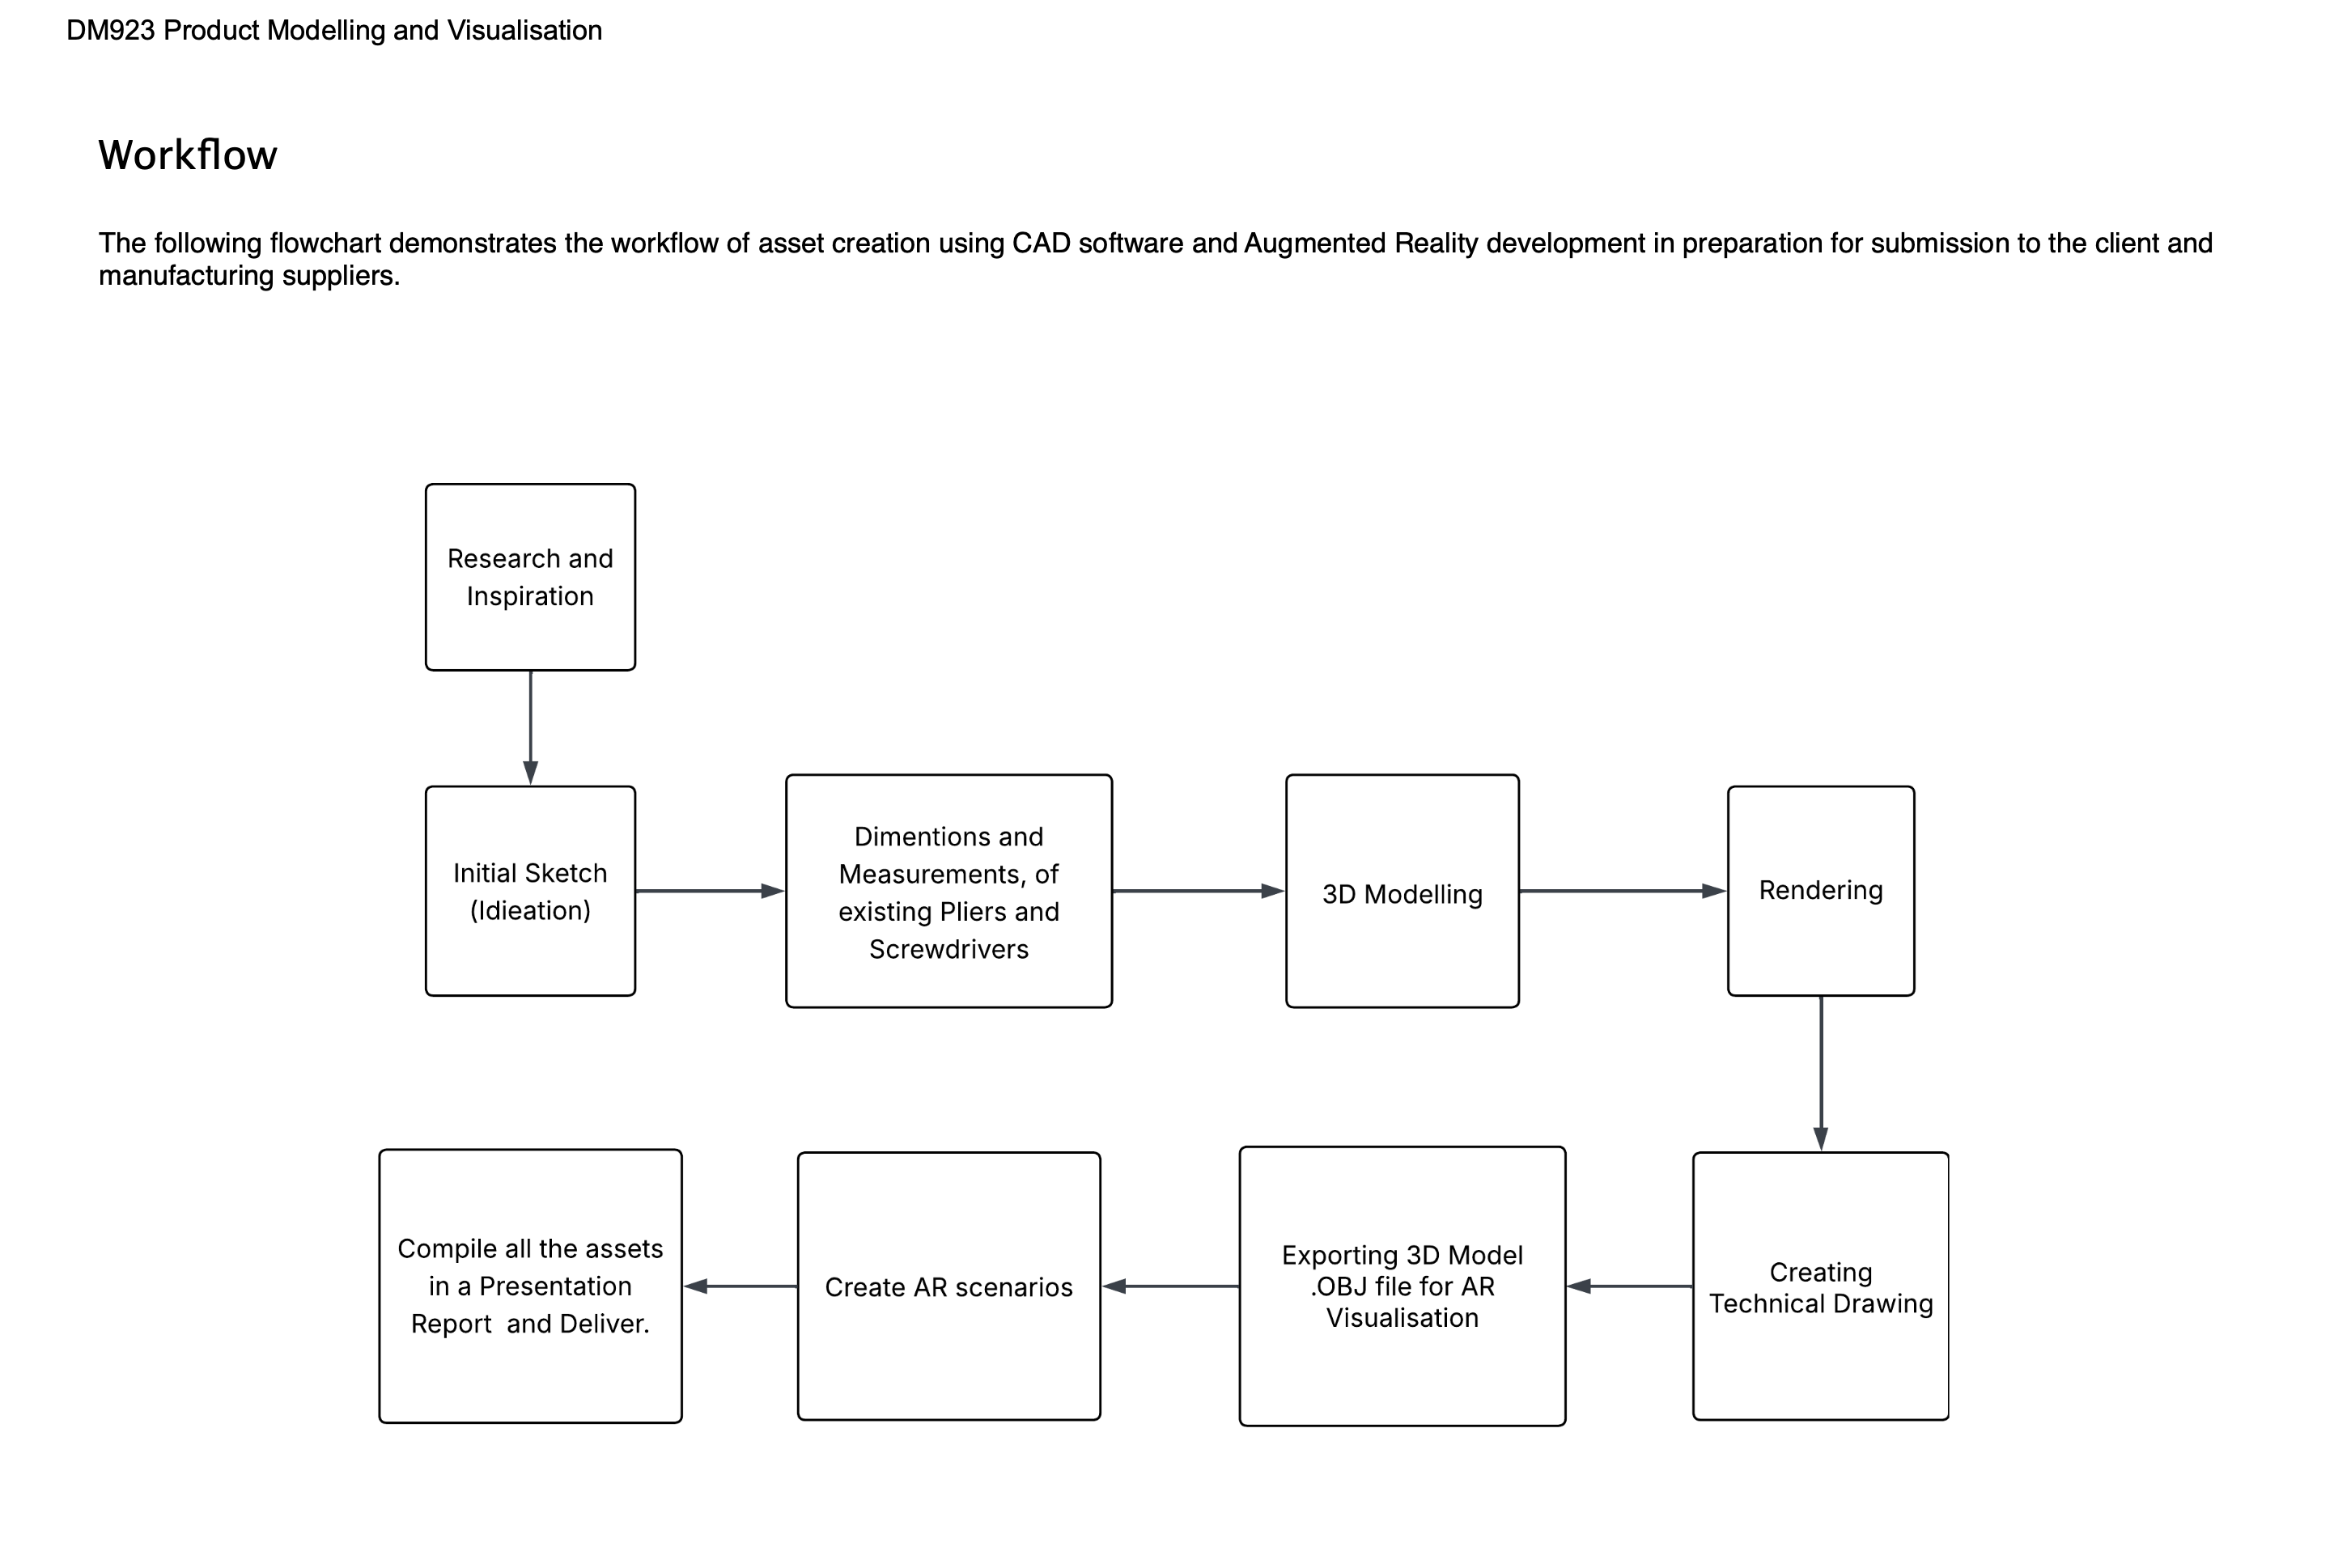 DM923 Product Modelling and Visualisation
Workflow
The following flowchart demonstrates the workflow of asset creation using CAD software and Augmented Reality development in preparation for submission to the client and
manufacturing suppliers.
Research and
Inspiration
Initial Sketch
(Idieation)
Dimentions and
Measurements, of
existing Pliers and
Screwdrivers
3D Modelling
Rendering
Creating
Technical Drawing
Exporting 3D Model
.OBJ file for AR
Visualisation
Create AR scenarios
Compile all the assets
in a Presentation
Report  and Deliver.